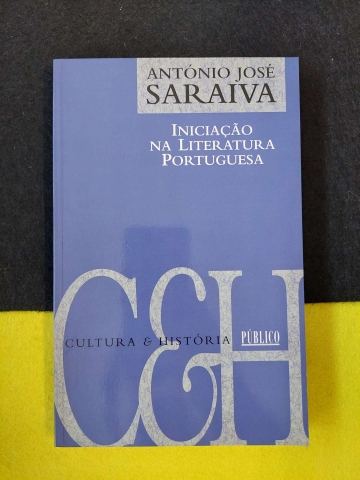 ANTÓNIO JOSÉ
SARAIVA
INICIAÇÃO
NA LITERATURA
PORTUGUESA
C&H
CULTURA & HISTÓRIA
PÚBLICO